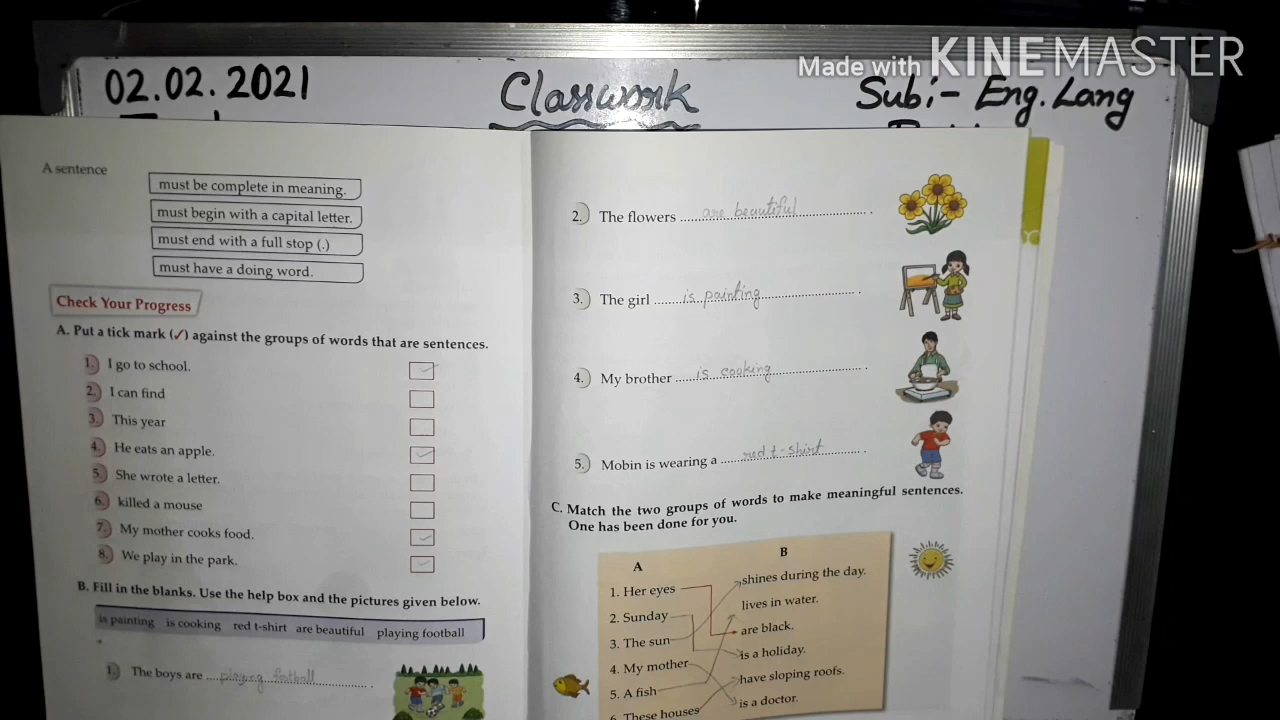 Made with KINEMASTER
02.02.2021 Classwork Sub:- Eng. Lang
A sentence
must be complete in meaning.
must begin with a capital letter.
must end with a full stop (.)
must have a doing word.
Check Your Progress
A. Put a tick mark (✓) against the groups of words that are sentences.
1. I go to school. ✓
2. I can find
3. This year
4. He eats an apple. ✓
5. She wrote a letter.
6. killed a mouse
7. My mother cooks food. ✓
8. We play in the park. ✓
B. Fill in the blanks. Use the help box and the pictures given below.
is painting is cooking red t-shirt are beautiful playing football
1. The boys are playing football .
2. The flowers are beautiful .
3. The girl is painting .
4. My brother is cooking .
5. Mobin is wearing a red t-shirt .
C. Match the two groups of words to make meaningful sentences.
One has been done for you.
A B
1. Her eyes shines during the day.
2. Sunday lives in water.
3. The sun are black.
4. My mother is a holiday.
5. A fish have sloping roofs.
6. These houses is a doctor.